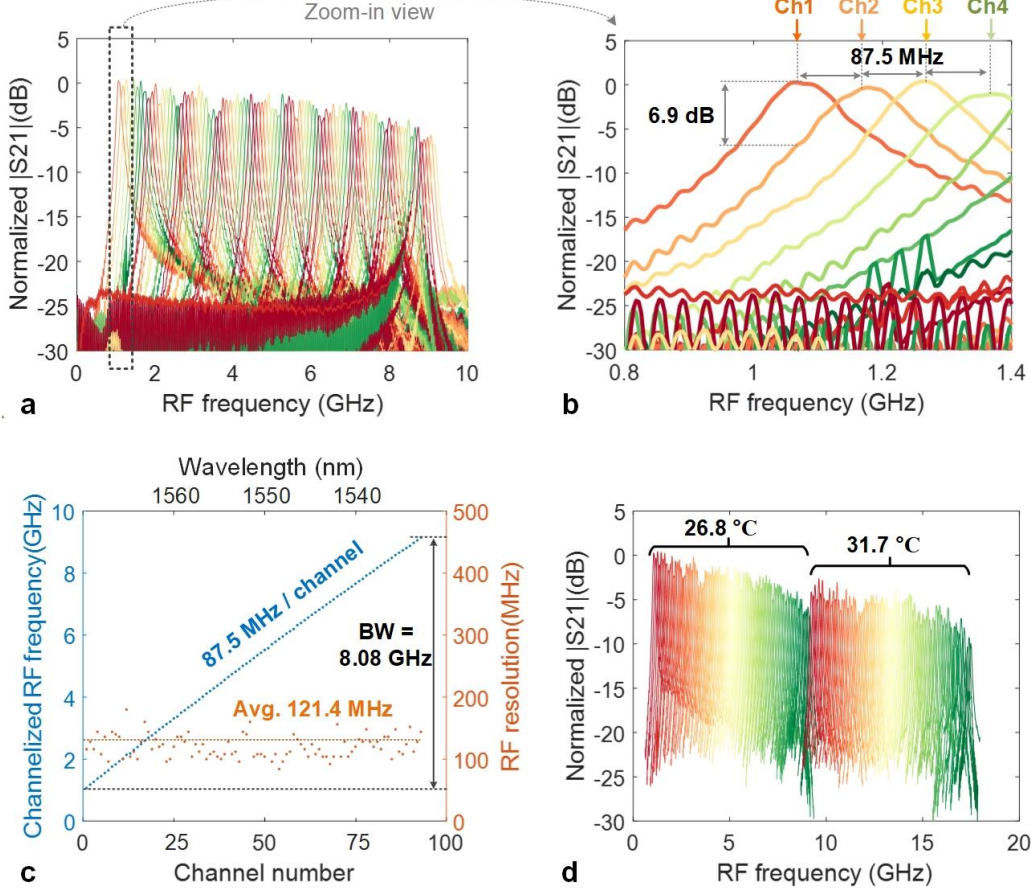 Zoom-in view
Ch1 Ch2 Ch3 Ch4
Normalized |S21|(dB)
5
0
-5
-10
-15
-20
-25
-30
0 2 4 6 8 10
RF frequency (GHz)
a
Normalized |S21|(dB)
5
0
-5
-10
-15
-20
-25
-30
87.5 MHz
6.9 dB
0.8 1 1.2 1.4
RF frequency (GHz)
b
Wavelength (nm)
1560 1550 1540
Channelized RF frequency(GHz)
10
8
6
4
2
0
87.5 MHz / channel
BW =
8.08 GHz
Avg. 121.4 MHz
500
400
300
200
100
0
RF resolution(MHz)
0 25 50 75 100
Channel number
c
Normalized |S21|(dB)
5
0
-5
-10
-15
-20
-25
-30
26.8 °C
31.7 °C
0 5 10 15 20
RF frequency (GHz)
d